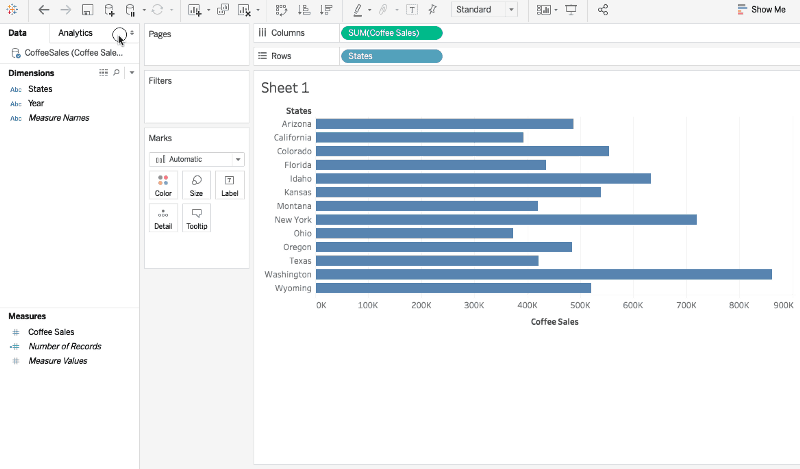 Standard
Show Me
Data
Analytics
Pages
Columns
SUM(Coffee Sales)
CoffeeSales (Coffee Sale...
Rows
States
Dimensions
Abc States
Abc Year
Abc Measure Names
Filters
Marks
Automatic
Color
Size
Label
Detail
Tooltip
Sheet 1
States
Arizona
California
Colorado
Florida
Idaho
Kansas
Montana
New York
Ohio
Oregon
Texas
Washington
Wyoming
0K 100K 200K 300K 400K 500K 600K 700K 800K 900K
Coffee Sales
Measures
# Coffee Sales
# Number of Records
# Measure Values